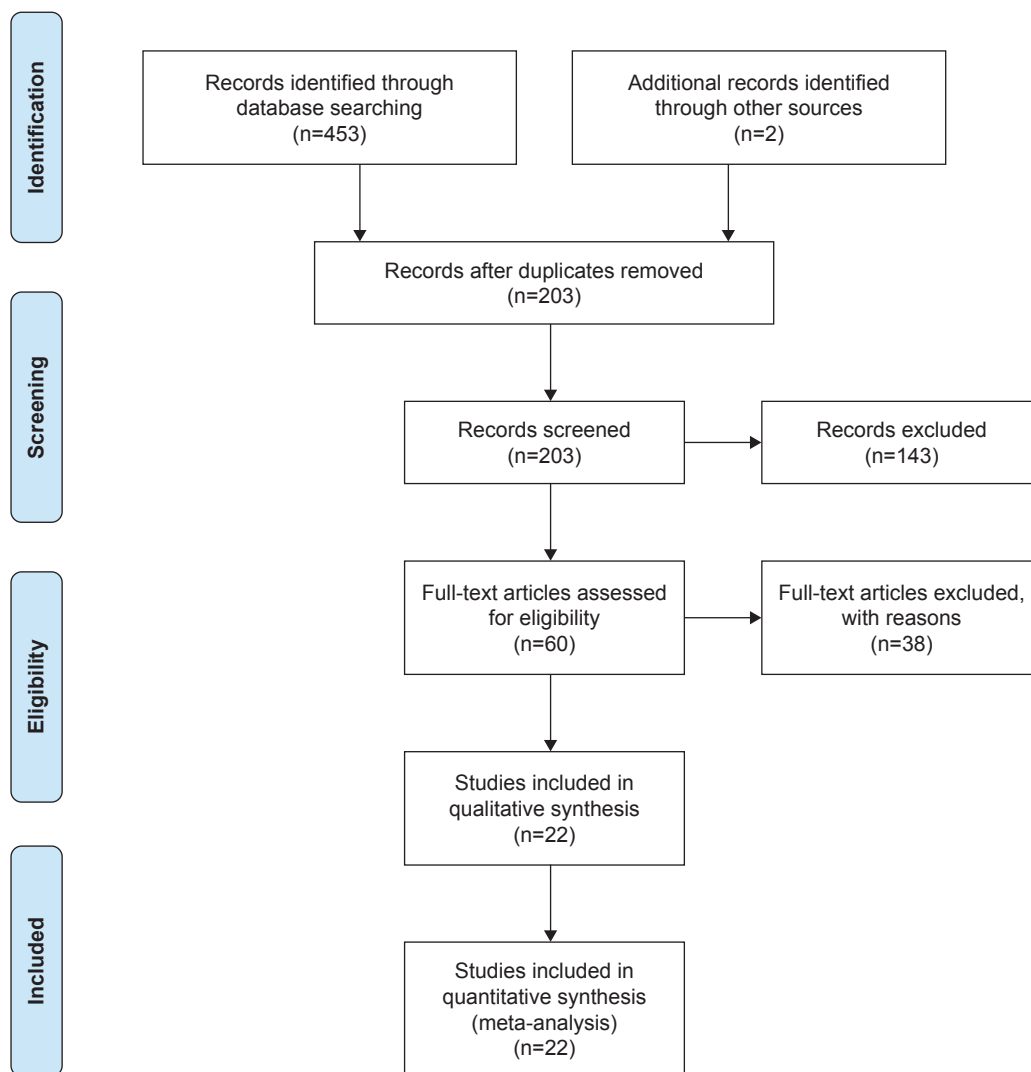 Identification
Records identified through
database searching
(n=453)
Additional records identified
through other sources
(n=2)
Records after duplicates removed
(n=203)
Screening
Records screened
(n=203)
Records excluded
(n=143)
Eligibility
Full-text articles assessed
for eligibility
(n=60)
Full-text articles excluded,
with reasons
(n=38)
Studies included in
qualitative synthesis
(n=22)
Included
Studies included in
quantitative synthesis
(meta-analysis)
(n=22)